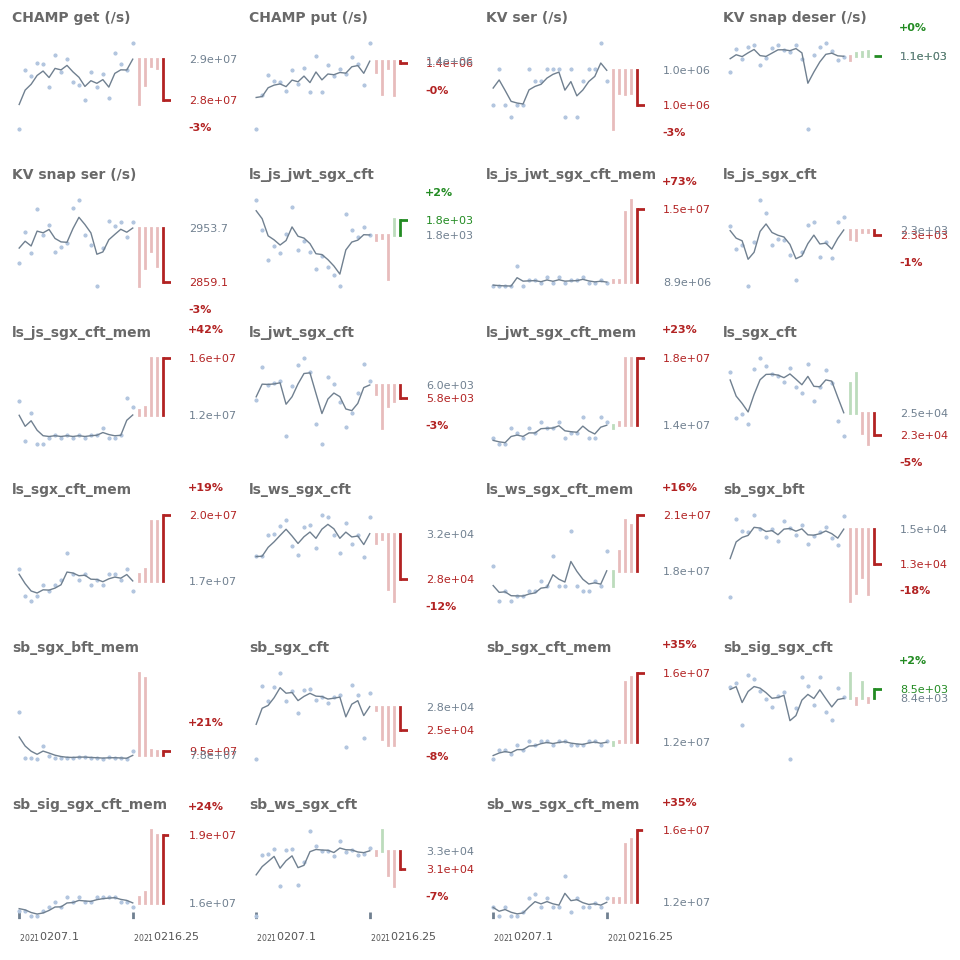 CHAMP get (/s)
2.9e+07
2.8e+07
-3%
CHAMP put (/s)
1.4e+06
1.4e+06
-0%
KV ser (/s)
1.0e+06
1.0e+06
-3%
KV snap deser (/s)
+0%
1.1e+03
KV snap ser (/s)
2953.7
2859.1
-3%
ls_js_jwt_sgx_cft
+2%
1.8e+03
1.8e+03
ls_js_jwt_sgx_cft_mem
+73%
1.5e+07
8.9e+06
ls_js_sgx_cft
2.3e+03
2.3e+03
-1%
ls_js_sgx_cft_mem
+42%
1.6e+07
1.2e+07
ls_jwt_sgx_cft
6.0e+03
5.8e+03
-3%
ls_jwt_sgx_cft_mem
+23%
1.8e+07
1.4e+07
ls_sgx_cft
2.5e+04
2.3e+04
-5%
ls_sgx_cft_mem
+19%
2.0e+07
1.7e+07
ls_ws_sgx_cft
3.2e+04
2.8e+04
-12%
ls_ws_sgx_cft_mem
+16%
2.1e+07
1.8e+07
sb_sgx_bft
1.5e+04
1.3e+04
-18%
sb_sgx_bft_mem
+21%
9.5e+07
7.8e+07
sb_sgx_cft
2.8e+04
2.5e+04
-8%
sb_sgx_cft_mem
+35%
1.6e+07
1.2e+07
sb_sig_sgx_cft
+2%
8.5e+03
8.4e+03
sb_sig_sgx_cft_mem
+24%
1.9e+07
1.6e+07
sb_ws_sgx_cft
3.3e+04
3.1e+04
-7%
sb_ws_sgx_cft_mem
+35%
1.6e+07
1.2e+07
20210207.1
20210216.25
20210207.1
20210216.25
20210207.1
20210216.25